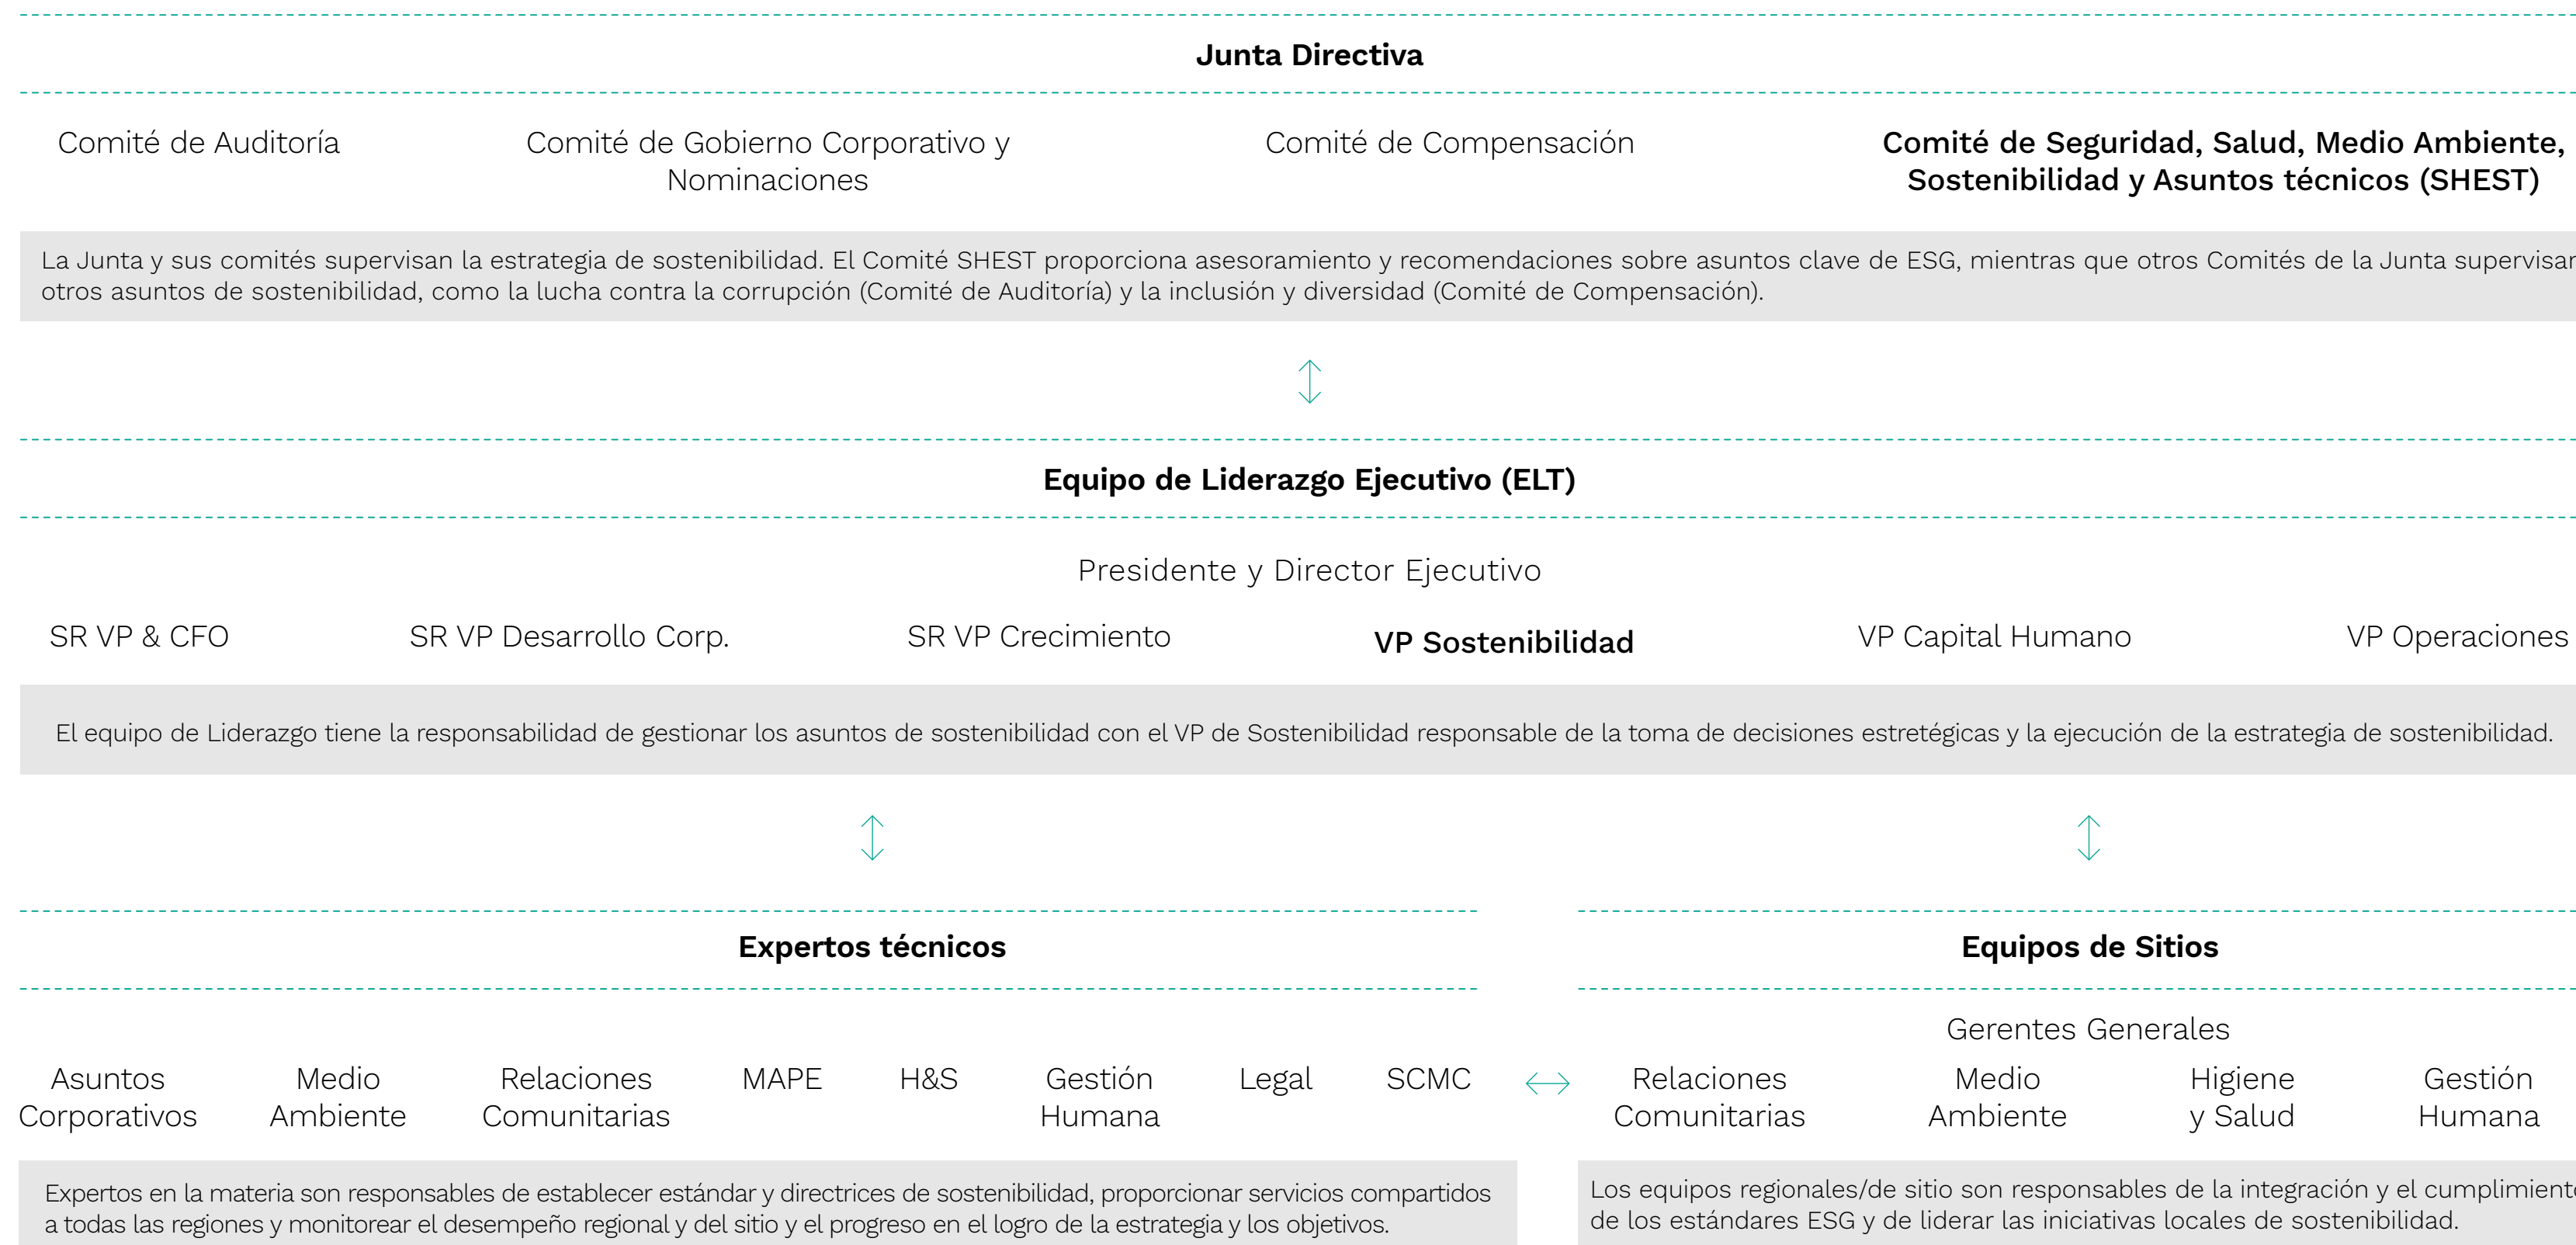 Junta Directiva
Comité de Auditoría
Comité de Gobierno Corporativo y
Nominaciones
Comité de Compensación
Comité de Seguridad, Salud, Medio Ambiente,
Sostenibilidad y Asuntos técnicos (SHEST)
La Junta y sus comités supervisan la estrategia de sostenibilidad. El Comité SHEST proporciona asesoramiento y recomendaciones sobre asuntos clave de ESG, mientras que otros Comités de la Junta supervisan
otros asuntos de sostenibilidad, como la lucha contra la corrupción (Comité de Auditoría) y la inclusión y diversidad (Comité de Compensación).
Equipo de Liderazgo Ejecutivo (ELT)
Presidente y Director Ejecutivo
SR VP & CFO
SR VP Desarrollo Corp.
SR VP Crecimiento
VP Sostenibilidad
VP Capital Humano
VP Operaciones
El equipo de Liderazgo tiene la responsabilidad de gestionar los asuntos de sostenibilidad con el VP de Sostenibilidad responsable de la toma de decisiones estretégicas y la ejecución de la estrategia de sostenibilidad.
Expertos técnicos
Asuntos
Corporativos
Medio
Ambiente
Relaciones
Comunitarias
MAPE
H&S
Gestión
Humana
Legal
SCMC
Expertos en la materia son responsables de establecer estándar y directrices de sostenibilidad, proporcionar servicios compartidos
a todas las regiones y monitorear el desempeño regional y del sitio y el progreso en el logro de la estrategia y los objetivos.
Equipos de Sitios
Gerentes Generales
Relaciones
Comunitarias
Medio
Ambiente
Higiene
y Salud
Gestión
Humana
Los equipos regionales/de sitio son responsables de la integración y el cumplimiento
de los estándares ESG y de liderar las iniciativas locales de sostenibilidad.